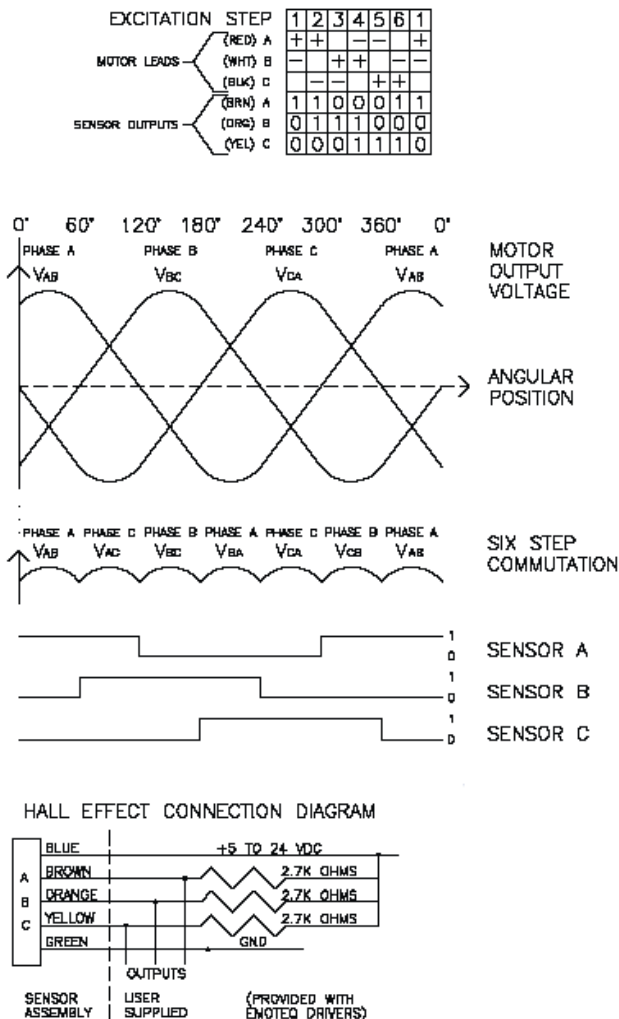 EXCITATION STEP 1 2 3 4 5 6 1
(RED) A + + − − +
MOTOR LEADS (WHT) B − + + − −
(BLK) C − − + +
(BRN) A 1 1 0 0 0 1 1
SENSOR OUTPUTS (ORG) B 0 1 1 1 0 0 0
(YEL) C 0 0 0 1 1 1 0
0° 60° 120° 180° 240° 300° 360° 0°
PHASE A PHASE B PHASE C PHASE A
VAB VBC VCA VAB
MOTOR
OUTPUT
VOLTAGE
ANGULAR
POSITION
PHASE A PHASE C PHASE B PHASE A PHASE C PHASE B PHASE A
VAB VAC VBC VBA VCA VCB VAB
SIX STEP
COMMUTATION
1
0 SENSOR A
1
0 SENSOR B
1
0 SENSOR C
HALL EFFECT CONNECTION DIAGRAM
BLUE +5 TO 24 VDC
A BROWN 2.7K OHMS
B ORANGE 2.7K OHMS
C YELLOW 2.7K OHMS
GREEN GND
OUTPUTS
SENSOR USER (PROVIDED WITH
ASSEMBLY SUPPLIED EMOTEQ DRIVERS)